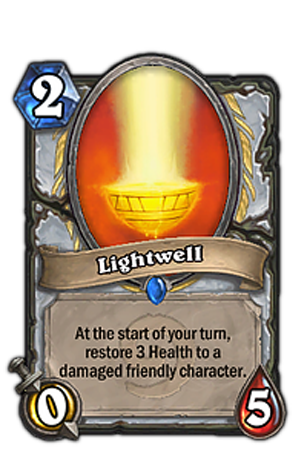 2
Lightwell
At the start of your turn,
restore 3 Health to a
damaged friendly character.
0
5